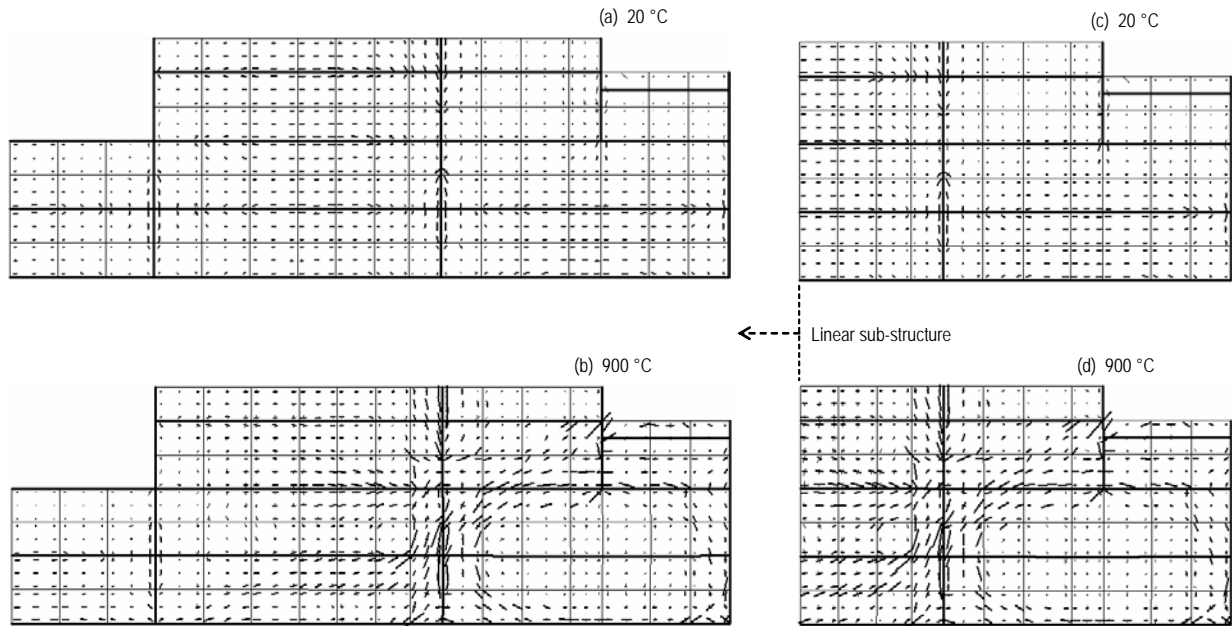 (a) 20 °C
(c) 20 °C
Linear sub-structure
(b) 900 °C
(d) 900 °C